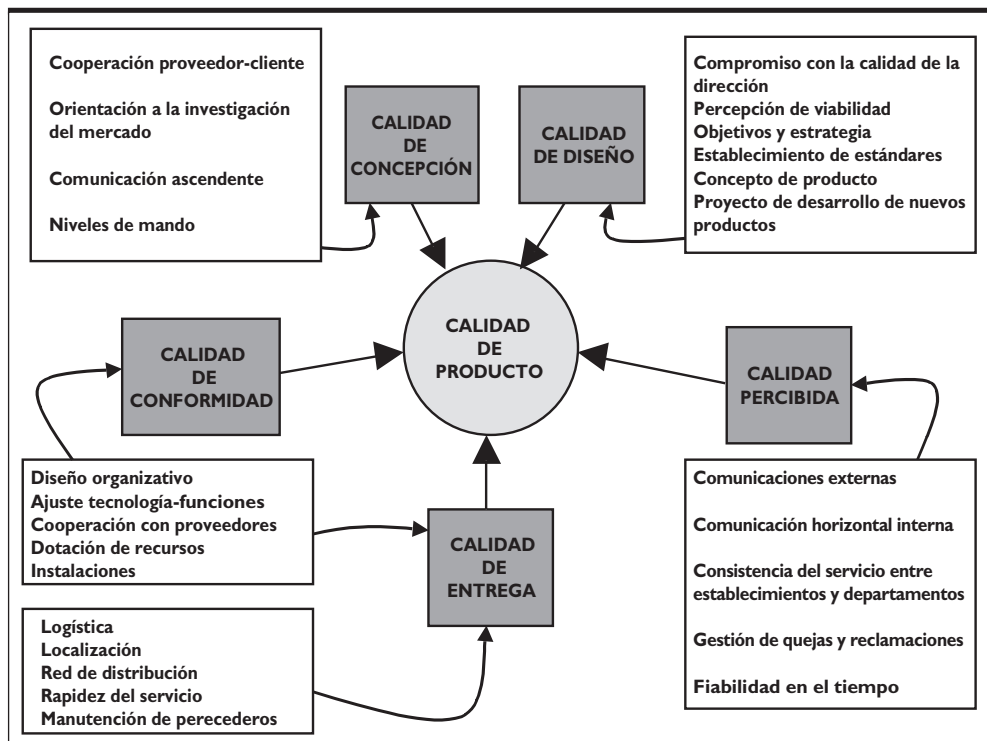 Cooperación proveedor-cliente
Orientación a la investigación
del mercado
Comunicación ascendente
Niveles de mando
CALIDAD
DE
CONCEPCIÓN
CALIDAD
DE DISEÑO
Compromiso con la calidad de la
dirección
Percepción de viabilidad
Objetivos y estrategia
Establecimiento de estándares
Concepto de producto
Proyecto de desarrollo de nuevos
productos
CALIDAD
DE
CONFORMIDAD
CALIDAD
DE
PRODUCTO
CALIDAD
PERCIBIDA
Diseño organizativo
Ajuste tecnología-funciones
Cooperación con proveedores
Dotación de recursos
Instalaciones
CALIDAD
DE
ENTREGA
Comunicaciones externas
Comunicación horizontal interna
Consistencia del servicio entre
establecimientos y departamentos
Gestión de quejas y reclamaciones
Fiabilidad en el tiempo
Logística
Localización
Red de distribución
Rapidez del servicio
Manutención de perecederos